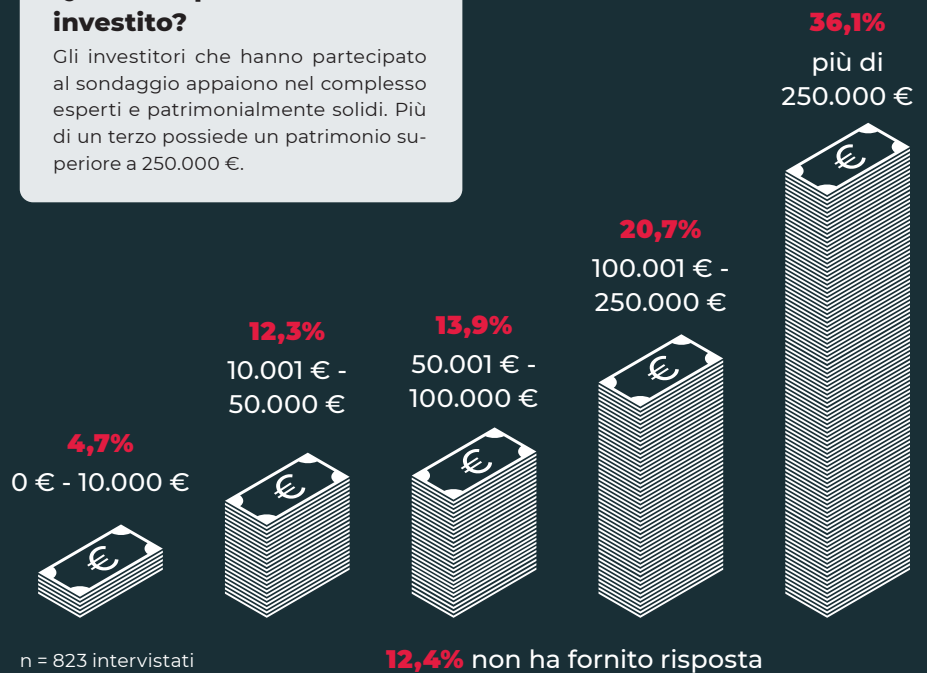 investito?
Gli investitori che hanno partecipato
al sondaggio appaiono nel complesso
esperti e patrimonialmente solidi. Più
di un terzo possiede un patrimonio su-
periore a 250.000 €.
4,7%
0 € - 10.000 €
12,3%
10.001 € -
50.000 €
13,9%
50.001 € -
100.000 €
20,7%
100.001 € -
250.000 €
36,1%
più di
250.000 €
€
€
€
€
€
n = 823 intervistati
12,4% non ha fornito risposta